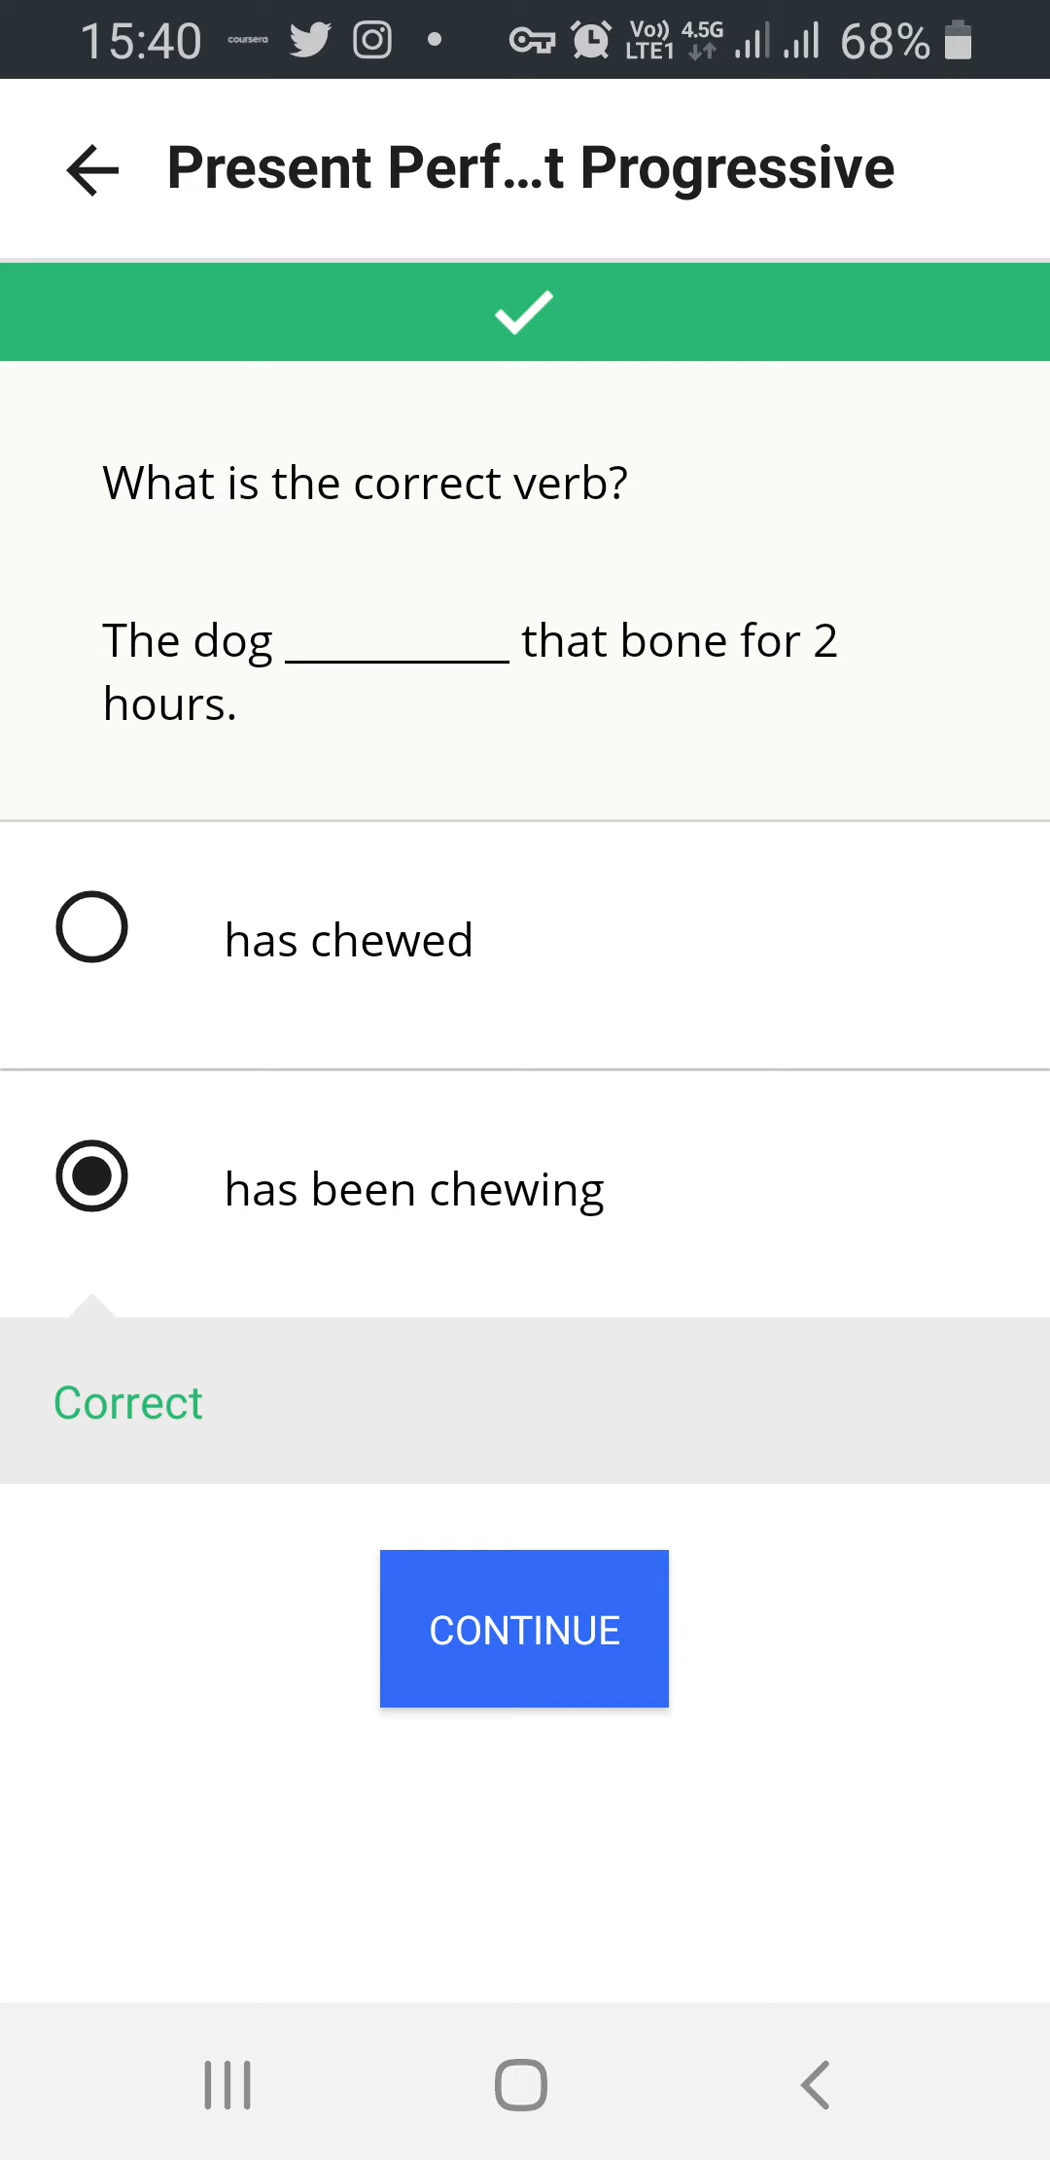 15:40 coursera Vo)) LTE1 4.5G 68%
Present Perf...t Progressive
What is the correct verb?
The dog __________ that bone for 2
hours.
has chewed
has been chewing
Correct
CONTINUE